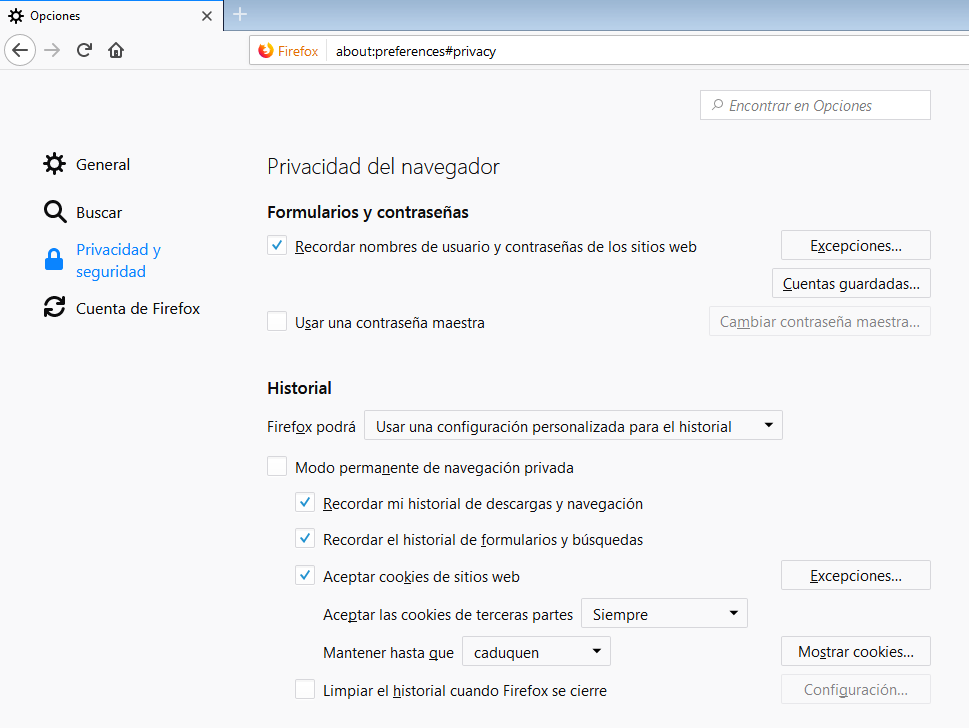 Opciones
Firefox about:preferences#privacy
Encontrar en Opciones
General
Buscar
Privacidad y
seguridad
Cuenta de Firefox
Privacidad del navegador
Formularios y contraseñas
Recordar nombres de usuario y contraseñas de los sitios web Excepciones...
Cuentas guardadas...
Usar una contraseña maestra Cambiar contraseña maestra...
Historial
Firefox podrá Usar una configuración personalizada para el historial
Modo permanente de navegación privada
Recordar mi historial de descargas y navegación
Recordar el historial de formularios y búsquedas
Aceptar cookies de sitios web Excepciones...
Aceptar las cookies de terceras partes Siempre
Mantener hasta que caduquen Mostrar cookies...
Limpiar el historial cuando Firefox se cierre Configuración...